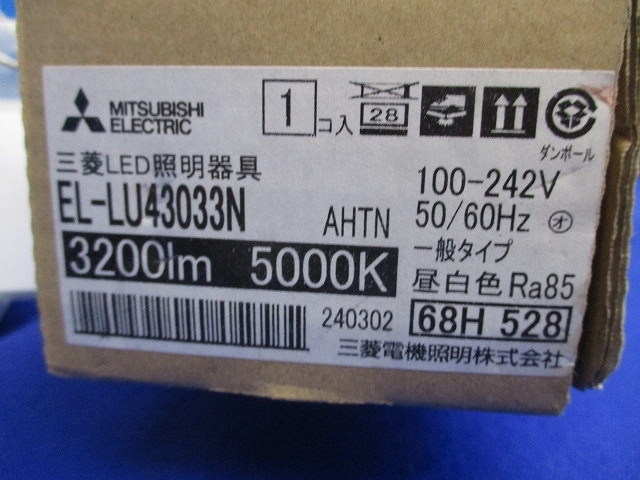 MITSUBISHI
ELECTRIC
1 コ入
28
ダンボール
三菱LED照明器具
EL-LU43033N
AHTN
100-242V
50/60Hz オ
一般タイプ
3200lm 5000K
昼白色 Ra85
240302
68H 528
三菱電機照明株式会社